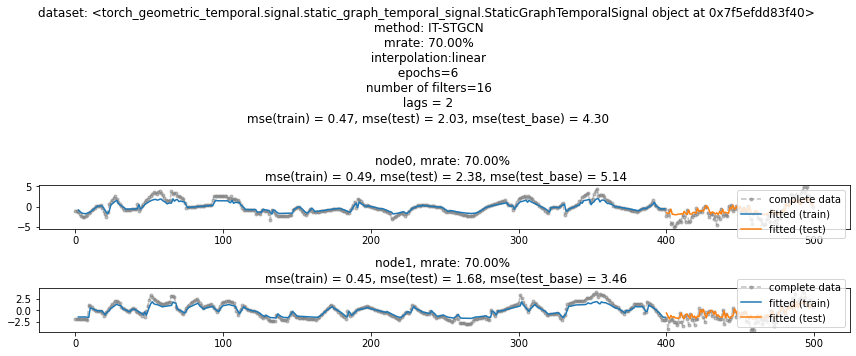 dataset: <torch_geometric_temporal.signal.static_graph_temporal_signal.StaticGraphTemporalSignal object at 0x7f5efdd83f40>
method: IT-STGCN
mrate: 70.00%
interpolation:linear
epochs=6
number of filters=16
lags = 2
mse(train) = 0.47, mse(test) = 2.03, mse(test_base) = 4.30
node0, mrate: 70.00%
mse(train) = 0.49, mse(test) = 2.38, mse(test_base) = 5.14
5
0
−5
complete data
fitted (train)
fitted (test)
0 100 200 300 400 500
node1, mrate: 70.00%
mse(train) = 0.45, mse(test) = 1.68, mse(test_base) = 3.46
2.5
0.0
−2.5
complete data
fitted (train)
fitted (test)
0 100 200 300 400 500